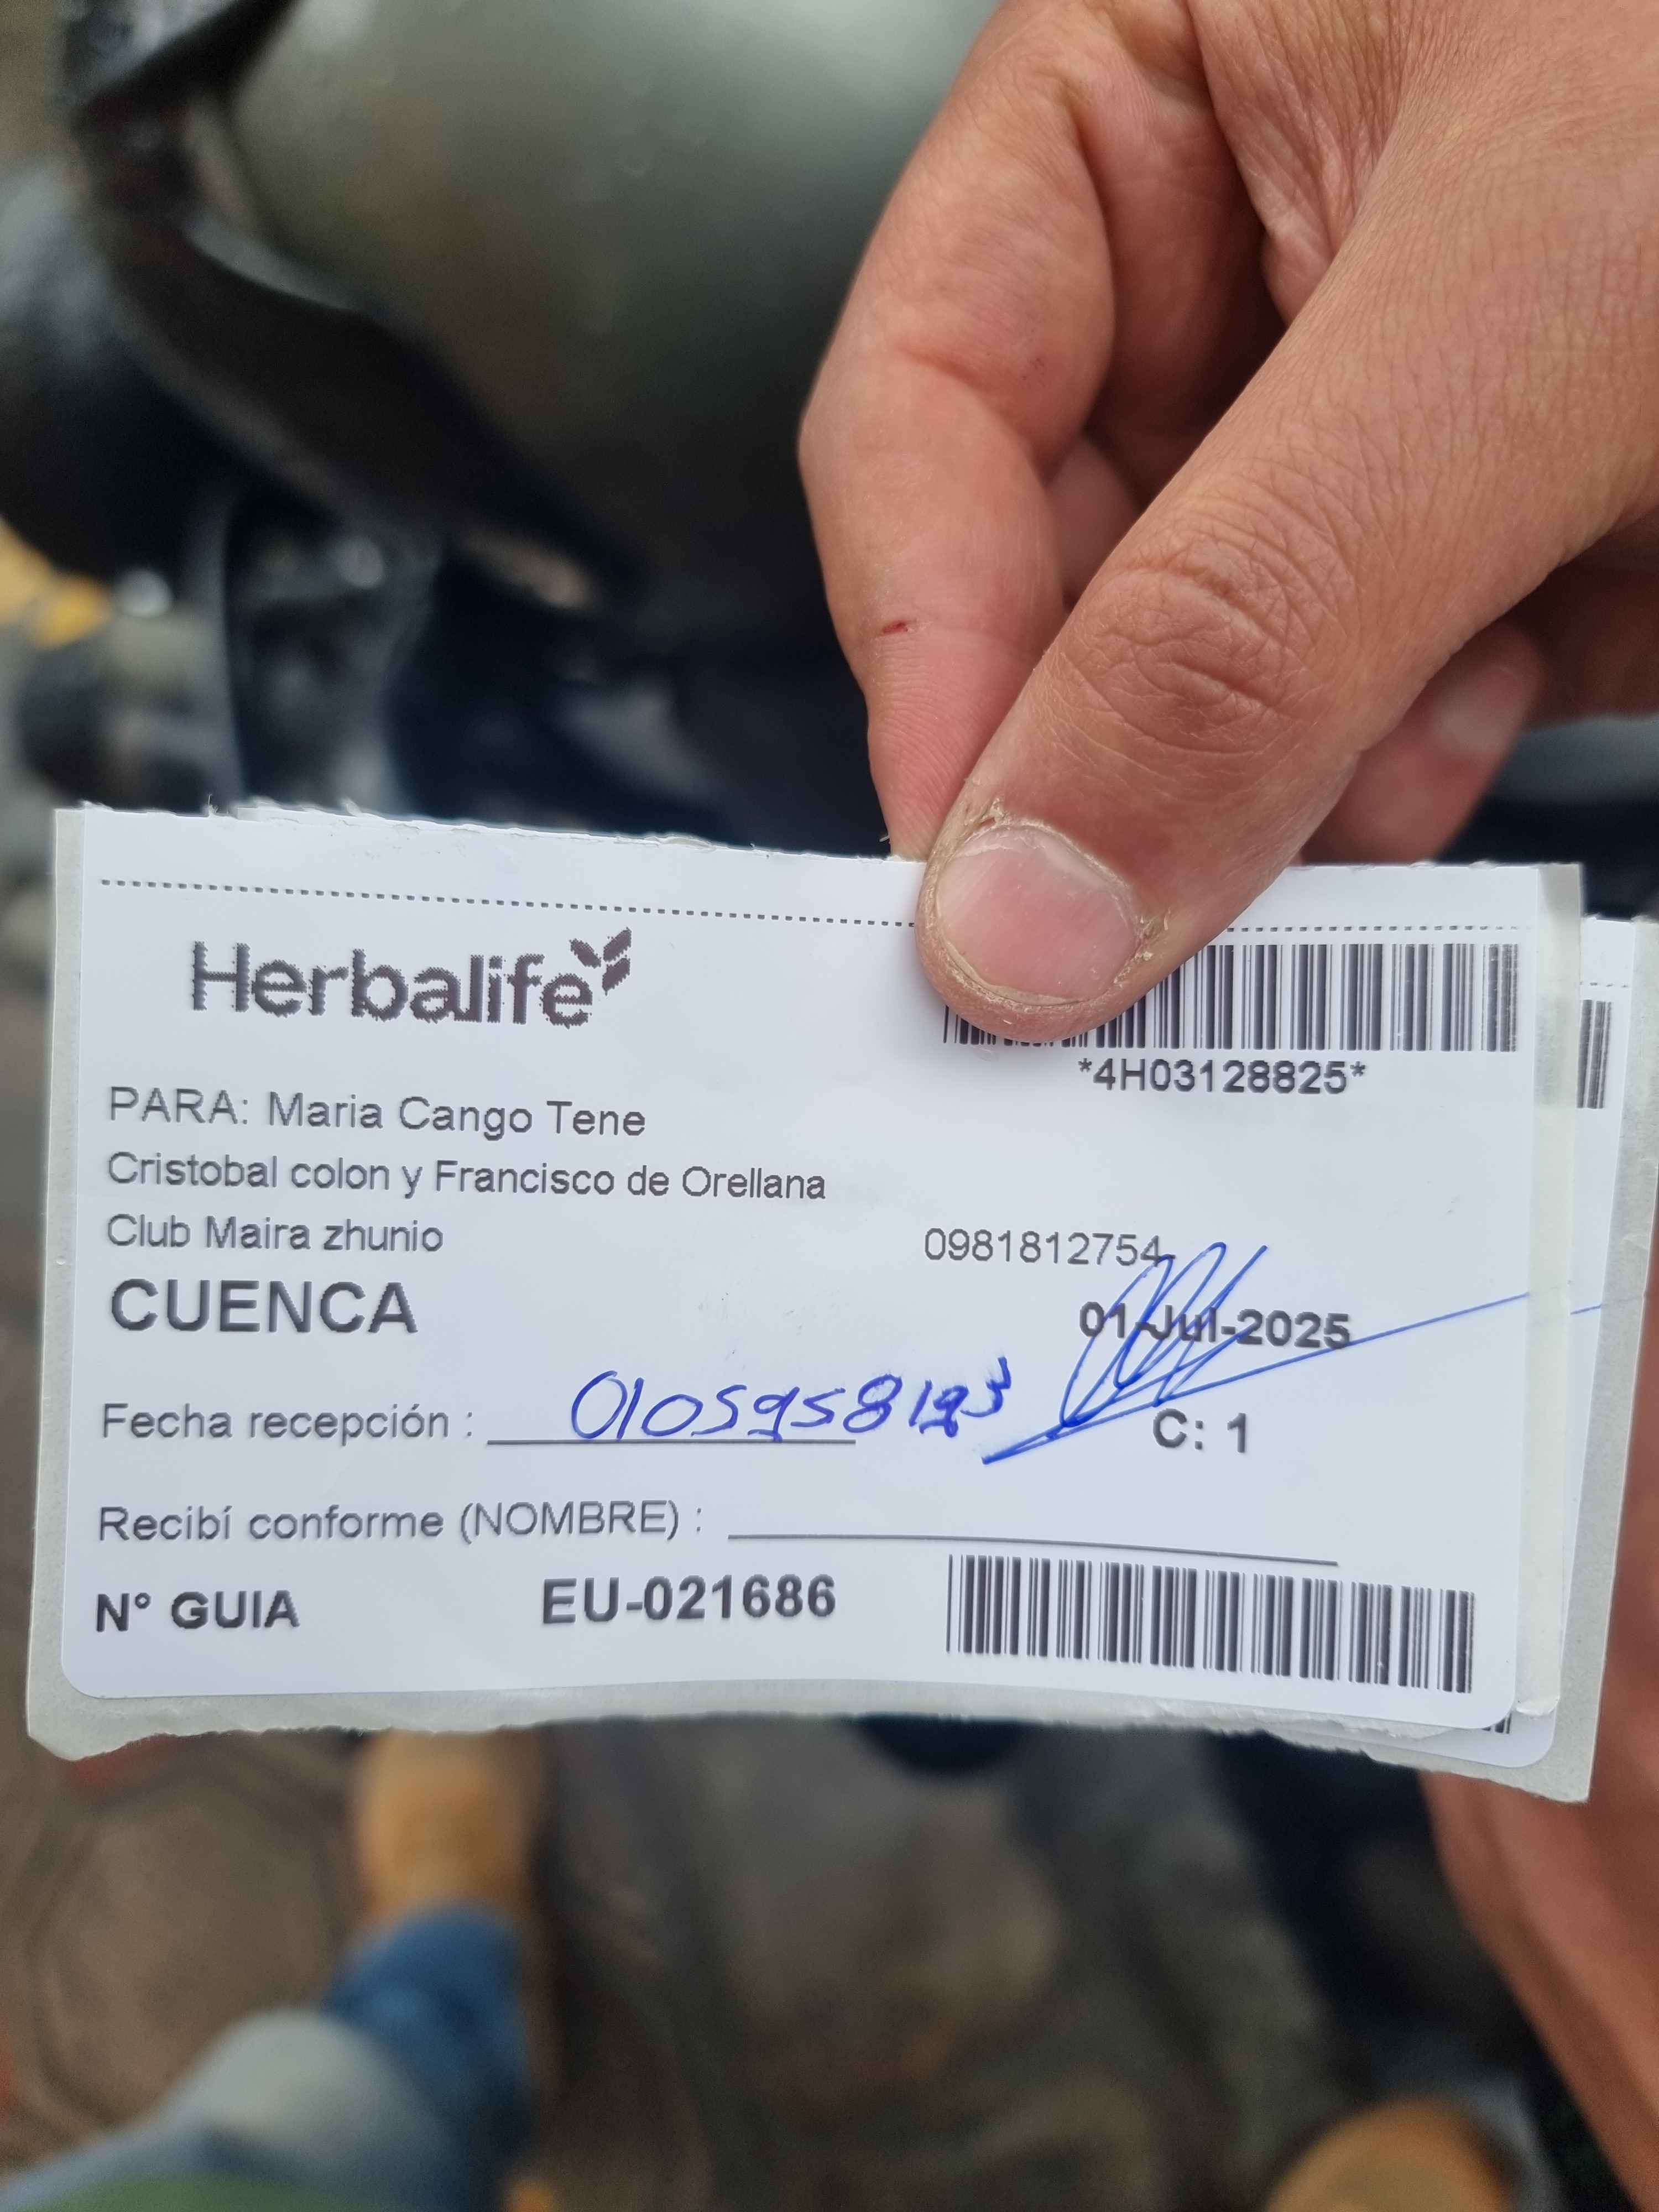 Herbalife
*4H03128825*
PARA: Maria Cango Tene
Cristobal colon y Francisco de Orellana
Club Maira zhunio 0981812754
CUENCA 01-Jul-2025
Fecha recepción :
C: 1
Recibí conforme (NOMBRE) :
N° GUIA EU-021686